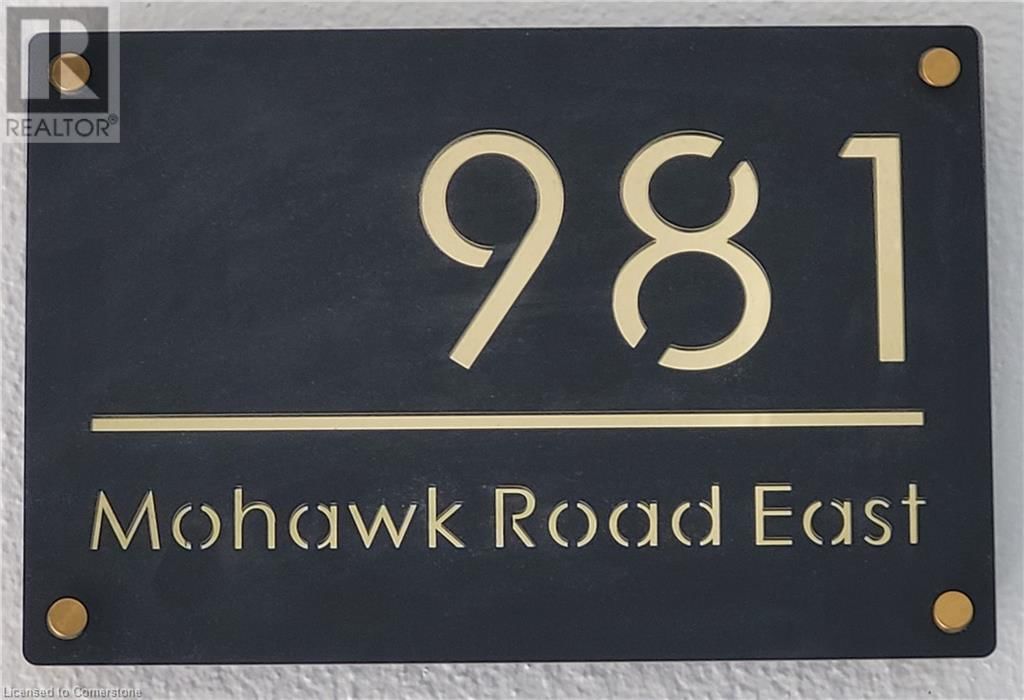 REALTOR®
981
Mohawk Road East
Licensed to Cornerstone